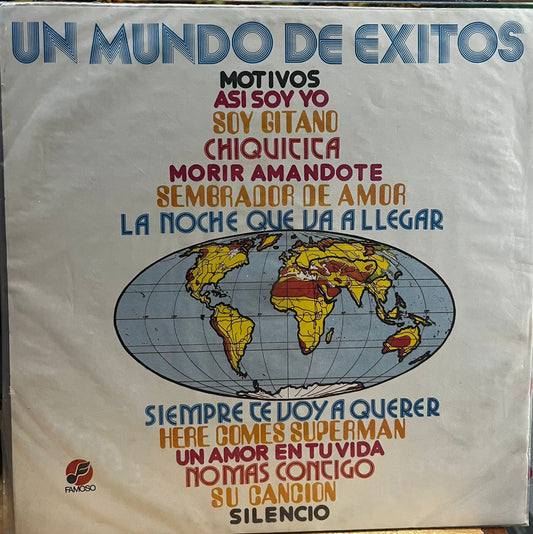 UN MUNDO DE EXITOS
MOTIVOS
ASI SOY YO
SOY GITANO
CHIQUITITA
MORIR AMANDOTE
SEMBRADOR DE AMOR
LA NOCHE QUE VA A LLEGAR
SIEMPRE TE VOY A QUERER
HERE COMES SUPERMAN
UN AMOR EN TU VIDA
NO MAS CONTIGO
SU CANCION
SILENCIO
FAMOSO